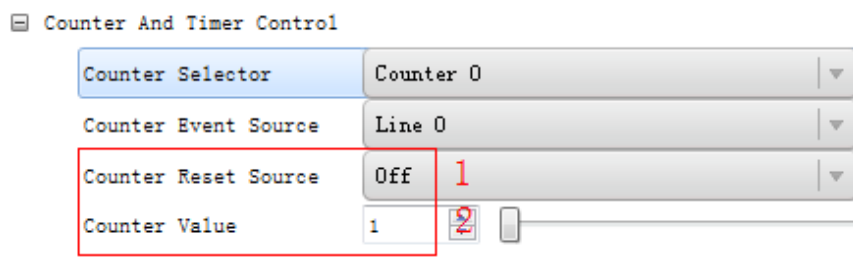 Counter And Timer Control
Counter Selector Counter 0
Counter Event Source Line 0
Counter Reset Source Off 1
Counter Value 1 2